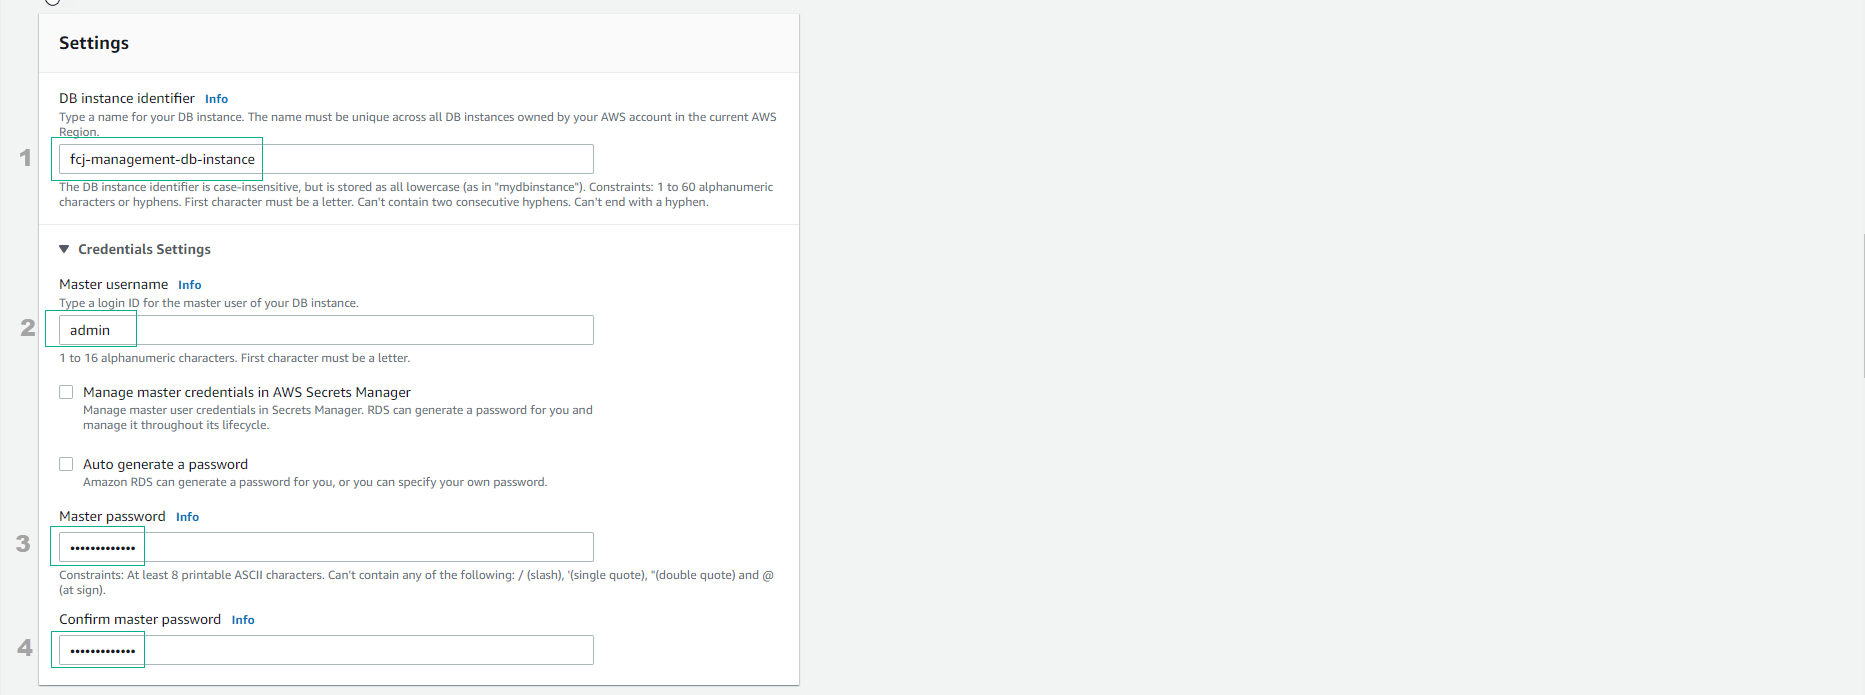 Settings
DB instance identifier Info
Type a name for your DB instance. The name must be unique across all DB instances owned by your AWS account in the current AWS
Region.
1
fcj-management-db-instance
The DB instance identifier is case-insensitive, but is stored as all lowercase (as in "mydbinstance"). Constraints: 1 to 60 alphanumeric
characters or hyphens. First character must be a letter. Can't contain two consecutive hyphens. Can't end with a hyphen.
▼ Credentials Settings
Master username Info
Type a login ID for the master user of your DB instance.
2
admin
1 to 16 alphanumeric characters. First character must be a letter.
Manage master credentials in AWS Secrets Manager
Manage master user credentials in Secrets Manager. RDS can generate a password for you and
manage it throughout its lifecycle.
Auto generate a password
Amazon RDS can generate a password for you, or you can specify your own password.
Master password Info
3
•••••••••••••
Constraints: At least 8 printable ASCII characters. Can't contain any of the following: / (slash), '(single quote), "(double quote) and @
(at sign).
Confirm master password Info
4
•••••••••••••